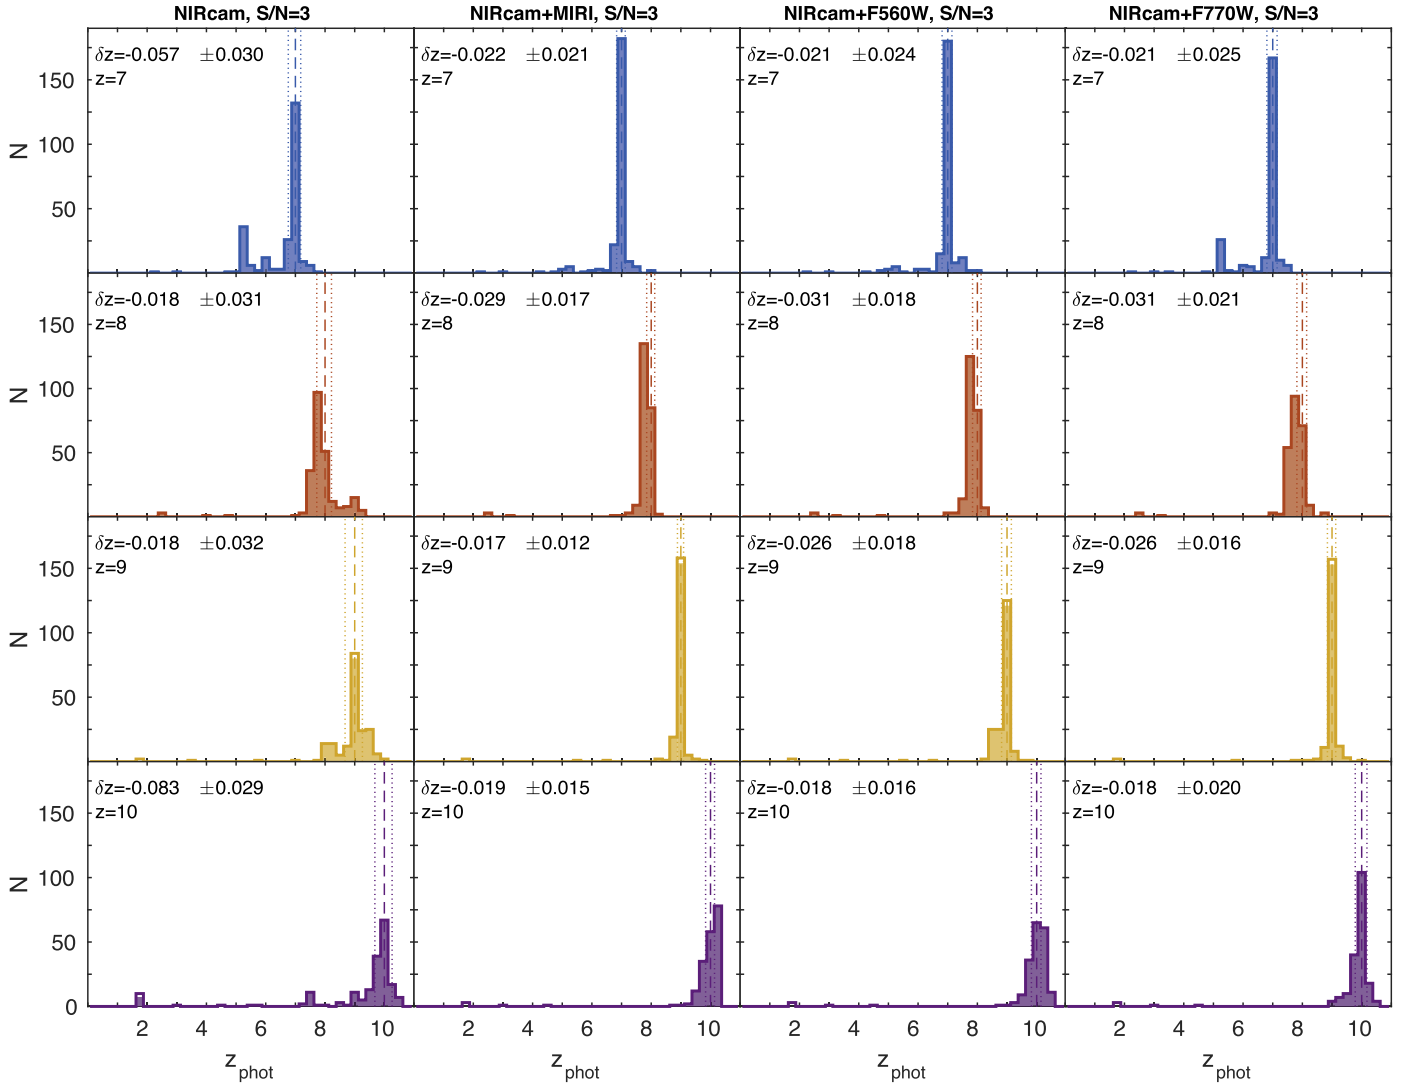 NIRcam, S/N=3
NIRcam+MIRI, S/N=3
NIRcam+F560W, S/N=3
NIRcam+F770W, S/N=3
δz=-0.057 ±0.030
z=7
δz=-0.022 ±0.021
z=7
δz=-0.021 ±0.024
z=7
δz=-0.021 ±0.025
z=7
150
100
50
N
δz=-0.018 ±0.031
z=8
δz=-0.029 ±0.017
z=8
δz=-0.031 ±0.018
z=8
δz=-0.031 ±0.021
z=8
150
100
50
N
δz=-0.018 ±0.032
z=9
δz=-0.017 ±0.012
z=9
δz=-0.026 ±0.018
z=9
δz=-0.026 ±0.016
z=9
150
100
50
N
δz=-0.083 ±0.029
z=10
δz=-0.019 ±0.015
z=10
δz=-0.018 ±0.016
z=10
δz=-0.018 ±0.020
z=10
150
100
50
0
N
2 4 6 8 10
2 4 6 8 10
2 4 6 8 10
2 4 6 8 10
z_phot
z_phot
z_phot
z_phot